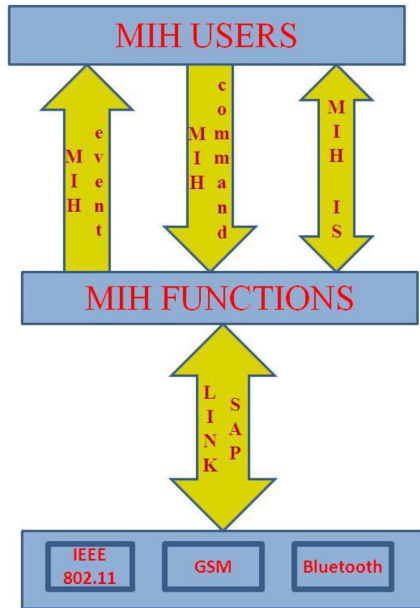 MIH USERS
MIH event
MIH command
MIH IS
MIH FUNCTIONS
LINK SAP
IEEE
802.11
GSM
Bluetooth